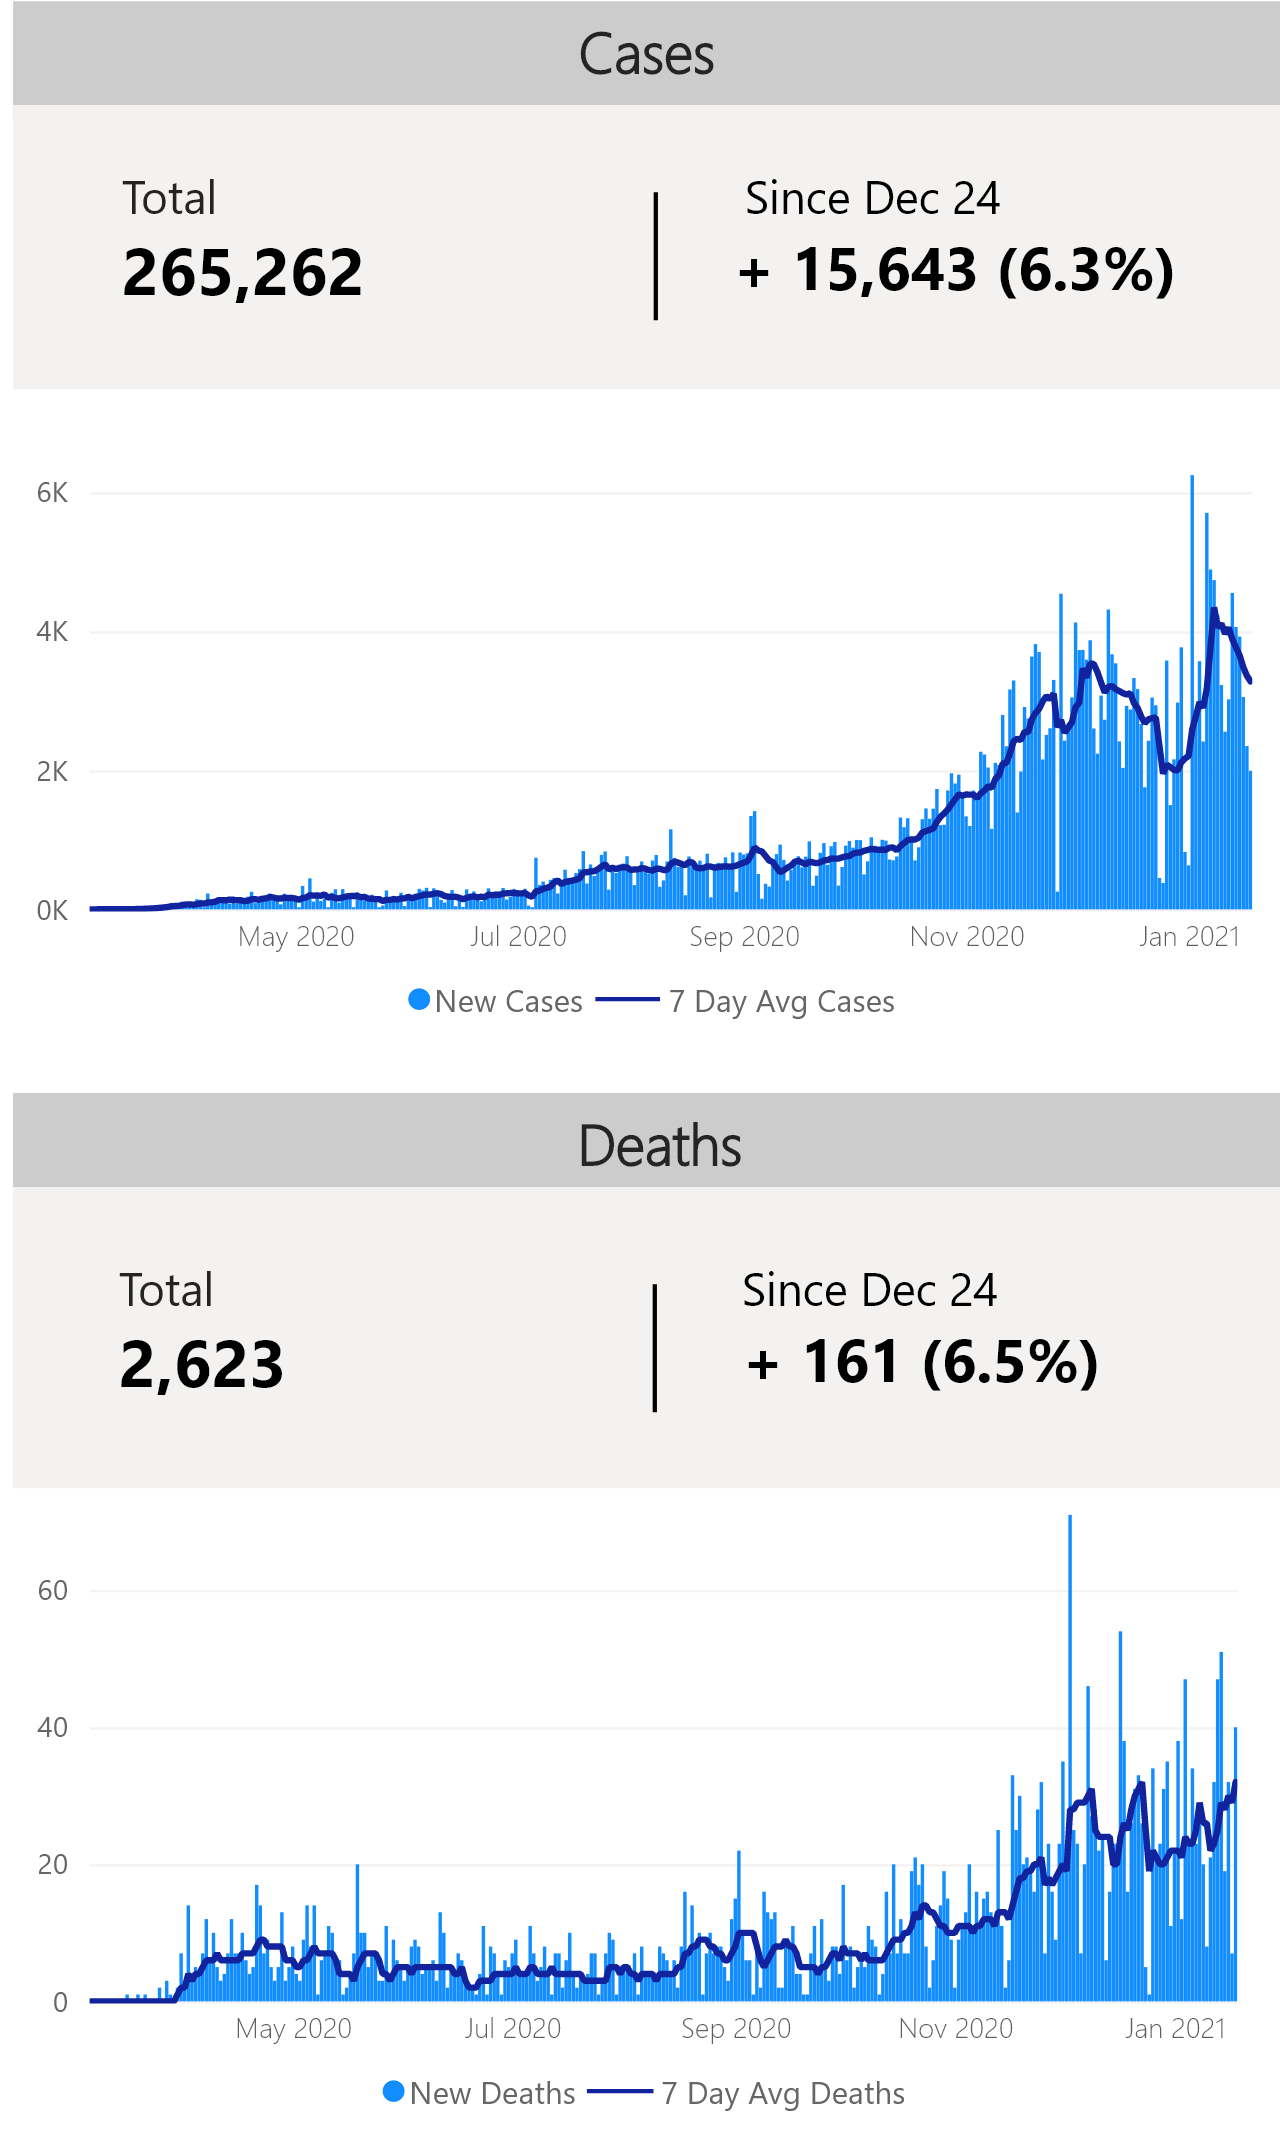 Cases
Total
Since Dec 24
265,262
+ 15,643 (6.3%)
6K
4K
2K
0K
May 2020
Jul 2020
Sep 2020
Nov 2020
Jan 2021
New Cases
7 Day Avg Cases
Deaths
Total
Since Dec 24
2,623
+ 161 (6.5%)
60
40
20
0
May 2020
Jul 2020
Sep 2020
Nov 2020
Jan 2021
New Deaths
7 Day Avg Deaths